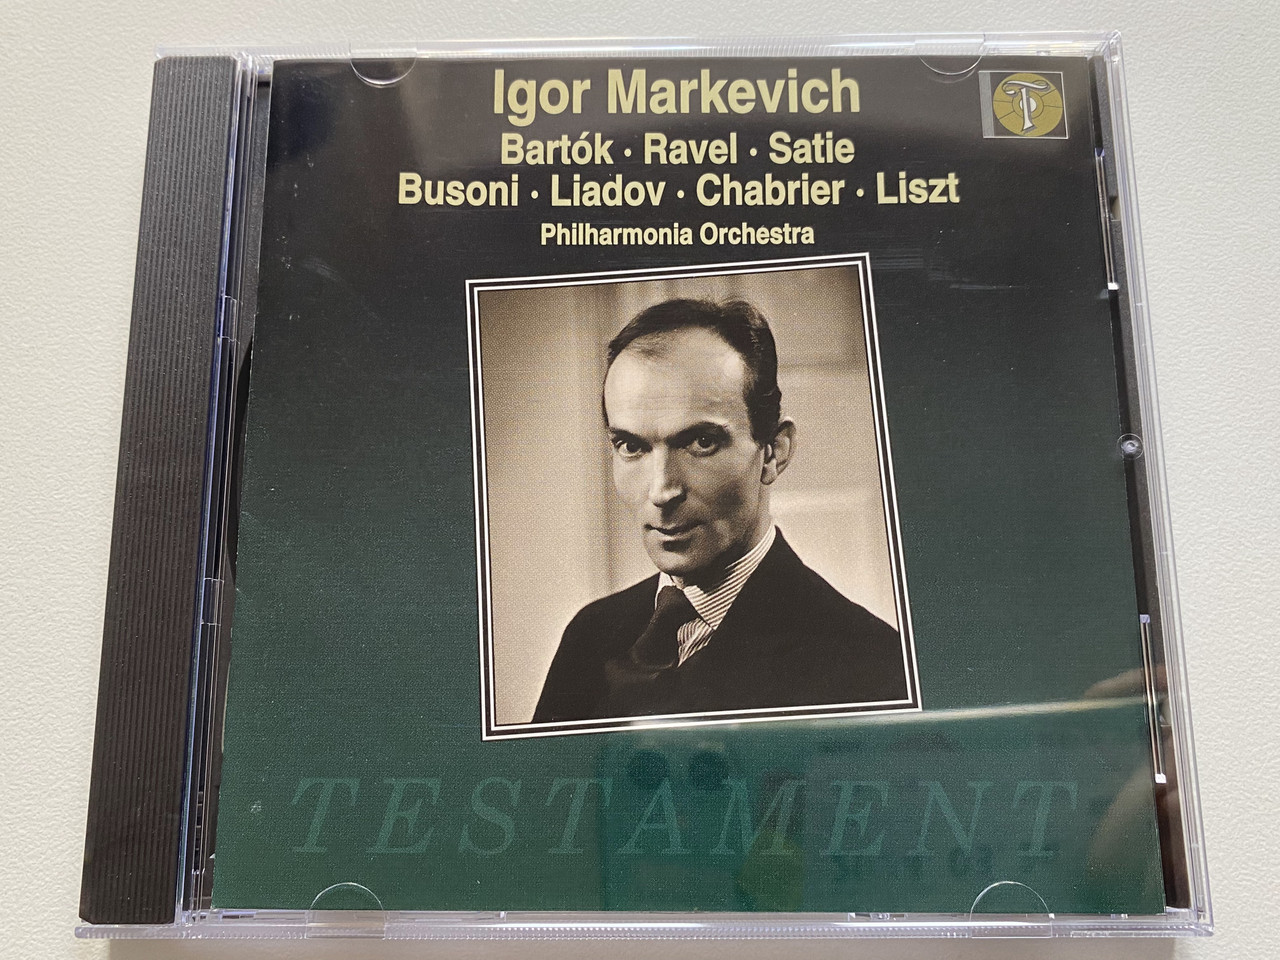 Igor Markevich
Bartók · Ravel · Satie
Busoni · Liadov · Chabrier · Liszt
Philharmonia Orchestra
TESTAMENT